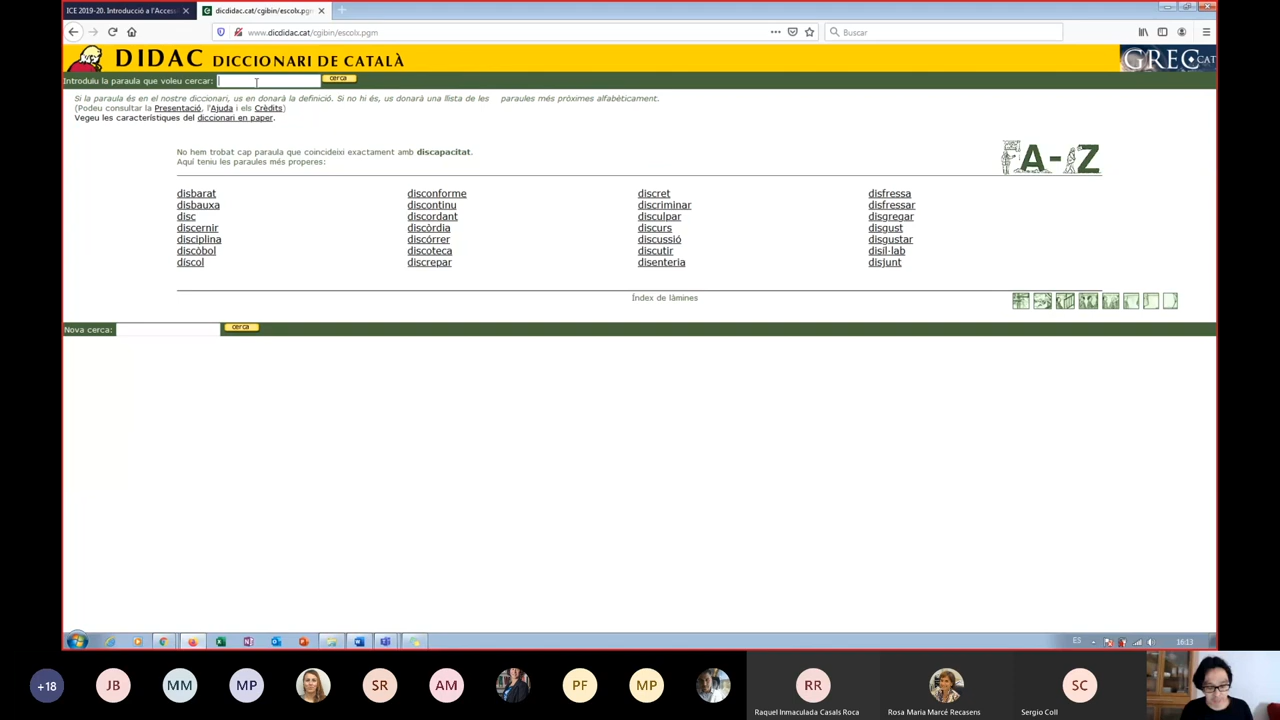 ICE 2019-20. Introducció a l'Acces
dicdidac.cat/cgibin/escolx.pgm
www.dicdidac.cat/cgibin/escolx.pgm
Buscar
DIDAC DICCIONARI DE CATALÀ
GREC.CAT
Introduïu la paraula que voleu cercar:
cerca
Si la paraula és en el nostre diccionari, us en donarà la definició. Si no hi és, us donarà una llista de les paraules més pròximes alfabèticament.
(Podeu consultar la Presentació, l'Ajuda i els Crèdits)
Vegeu les característiques del diccionari en paper.
No hem trobat cap paraula que coincideixi exactament amb discapacitat.
Aquí teniu les paraules més properes:
A-Z
disbarat disconforme discret disfressa
disbauxa discontinu discriminar disfressar
disc discordant disculpar disgregar
discernir discòrdia discurs disgust
disciplina discórrer discussió disgustar
discòbol discoteca discutir disíl·lab
díscol discrepar disenteria disjunt
Índex de làmines
Nova cerca:
cerca
ES
16:13
+18
JB
MM
MP
SR
AM
PF
MP
RR
SC
Raquel Inmaculada Casals Roca
Rosa Maria Marcé Recasens
Sergio Coll